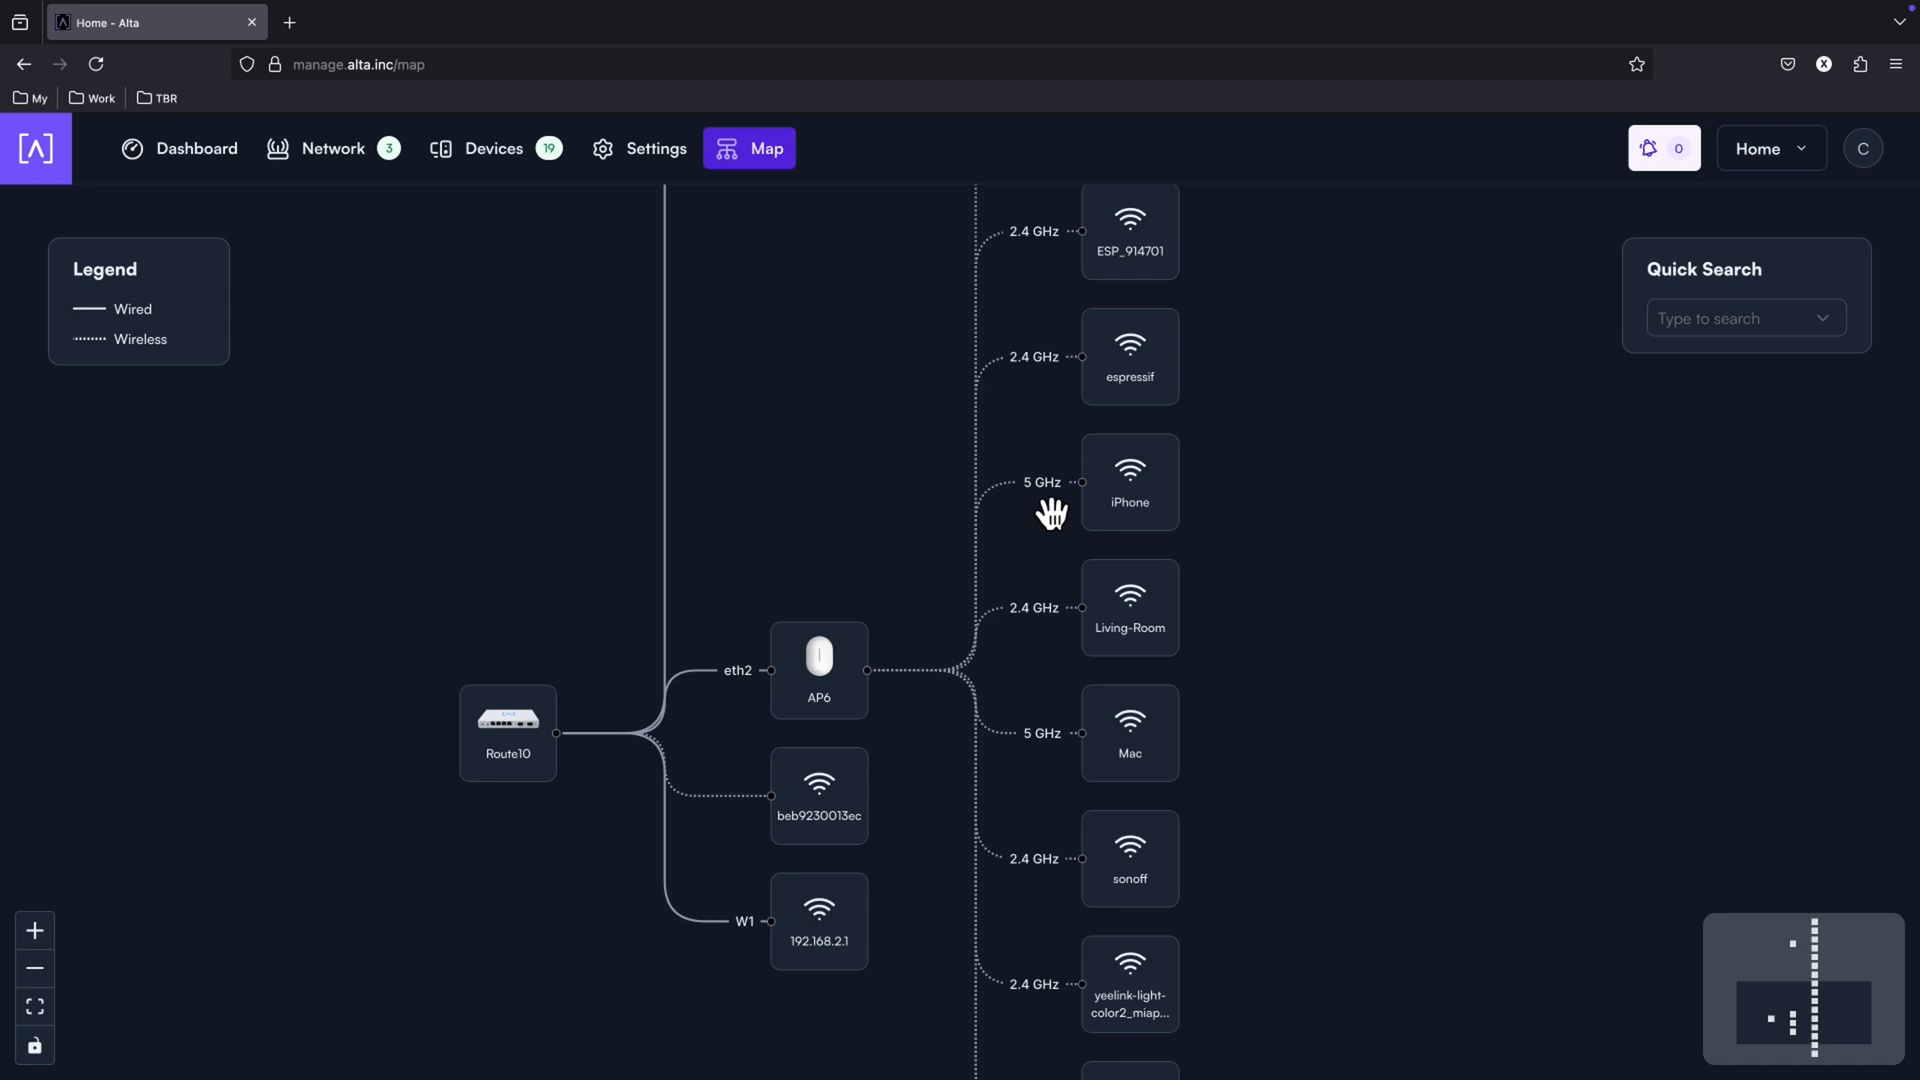 Home - Alta
manage.alta.inc/map
My
Work
TBR
Dashboard
Network 3
Devices 19
Settings
Map
0
Home
C
Legend
Wired
Wireless
Quick Search
Type to search
2.4 GHz
ESP_914701
2.4 GHz
espressif
5 GHz
iPhone
2.4 GHz
Living-Room
eth2
AP6
Route10
5 GHz
Mac
beb9230013ec
2.4 GHz
sonoff
W1
192.168.2.1
2.4 GHz
yeelink-light-
color2_miap...